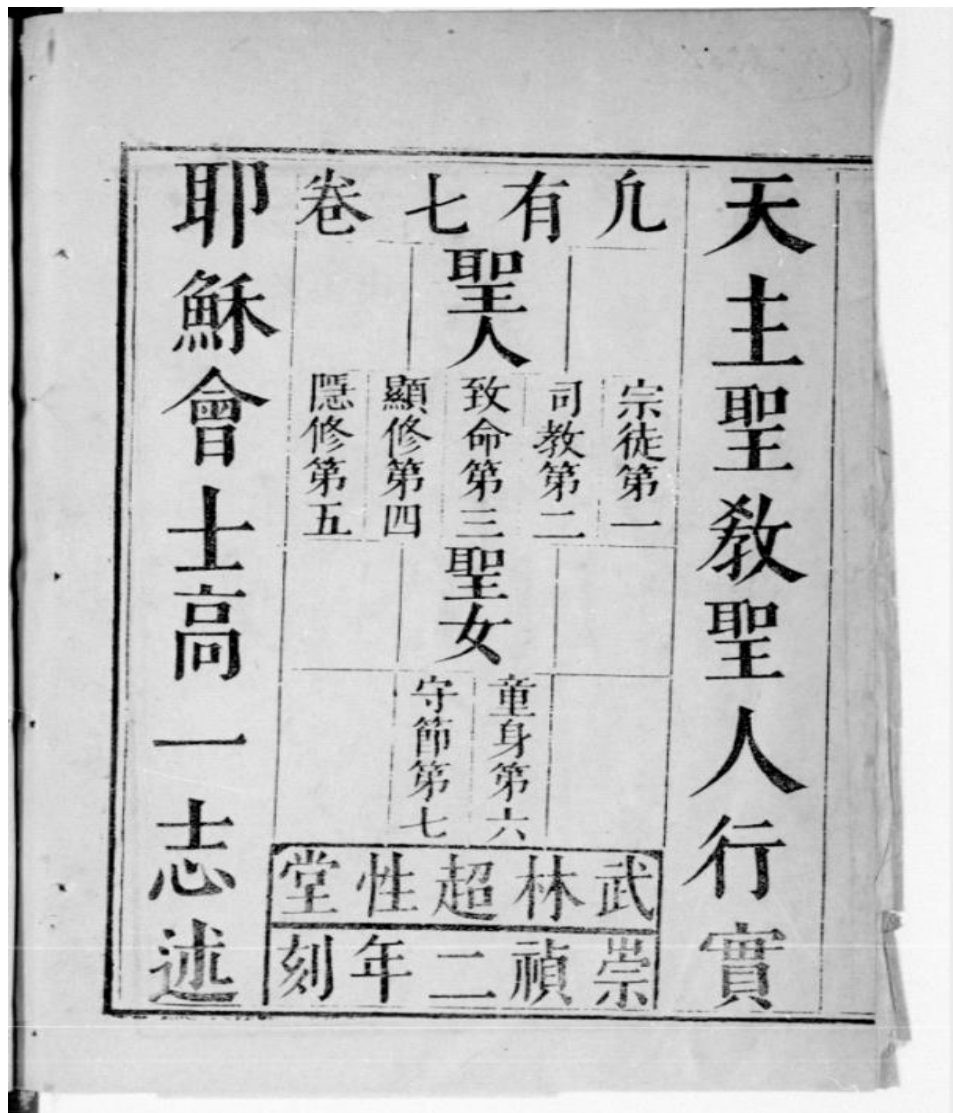 天主聖教聖人行實
凢有七卷
聖人
宗徒第一
司教第二
致命第三
顯修第四
隱修第五
聖女
童身第六
守節第七
武林超性堂
崇禎二年刻
耶穌會士高一志述